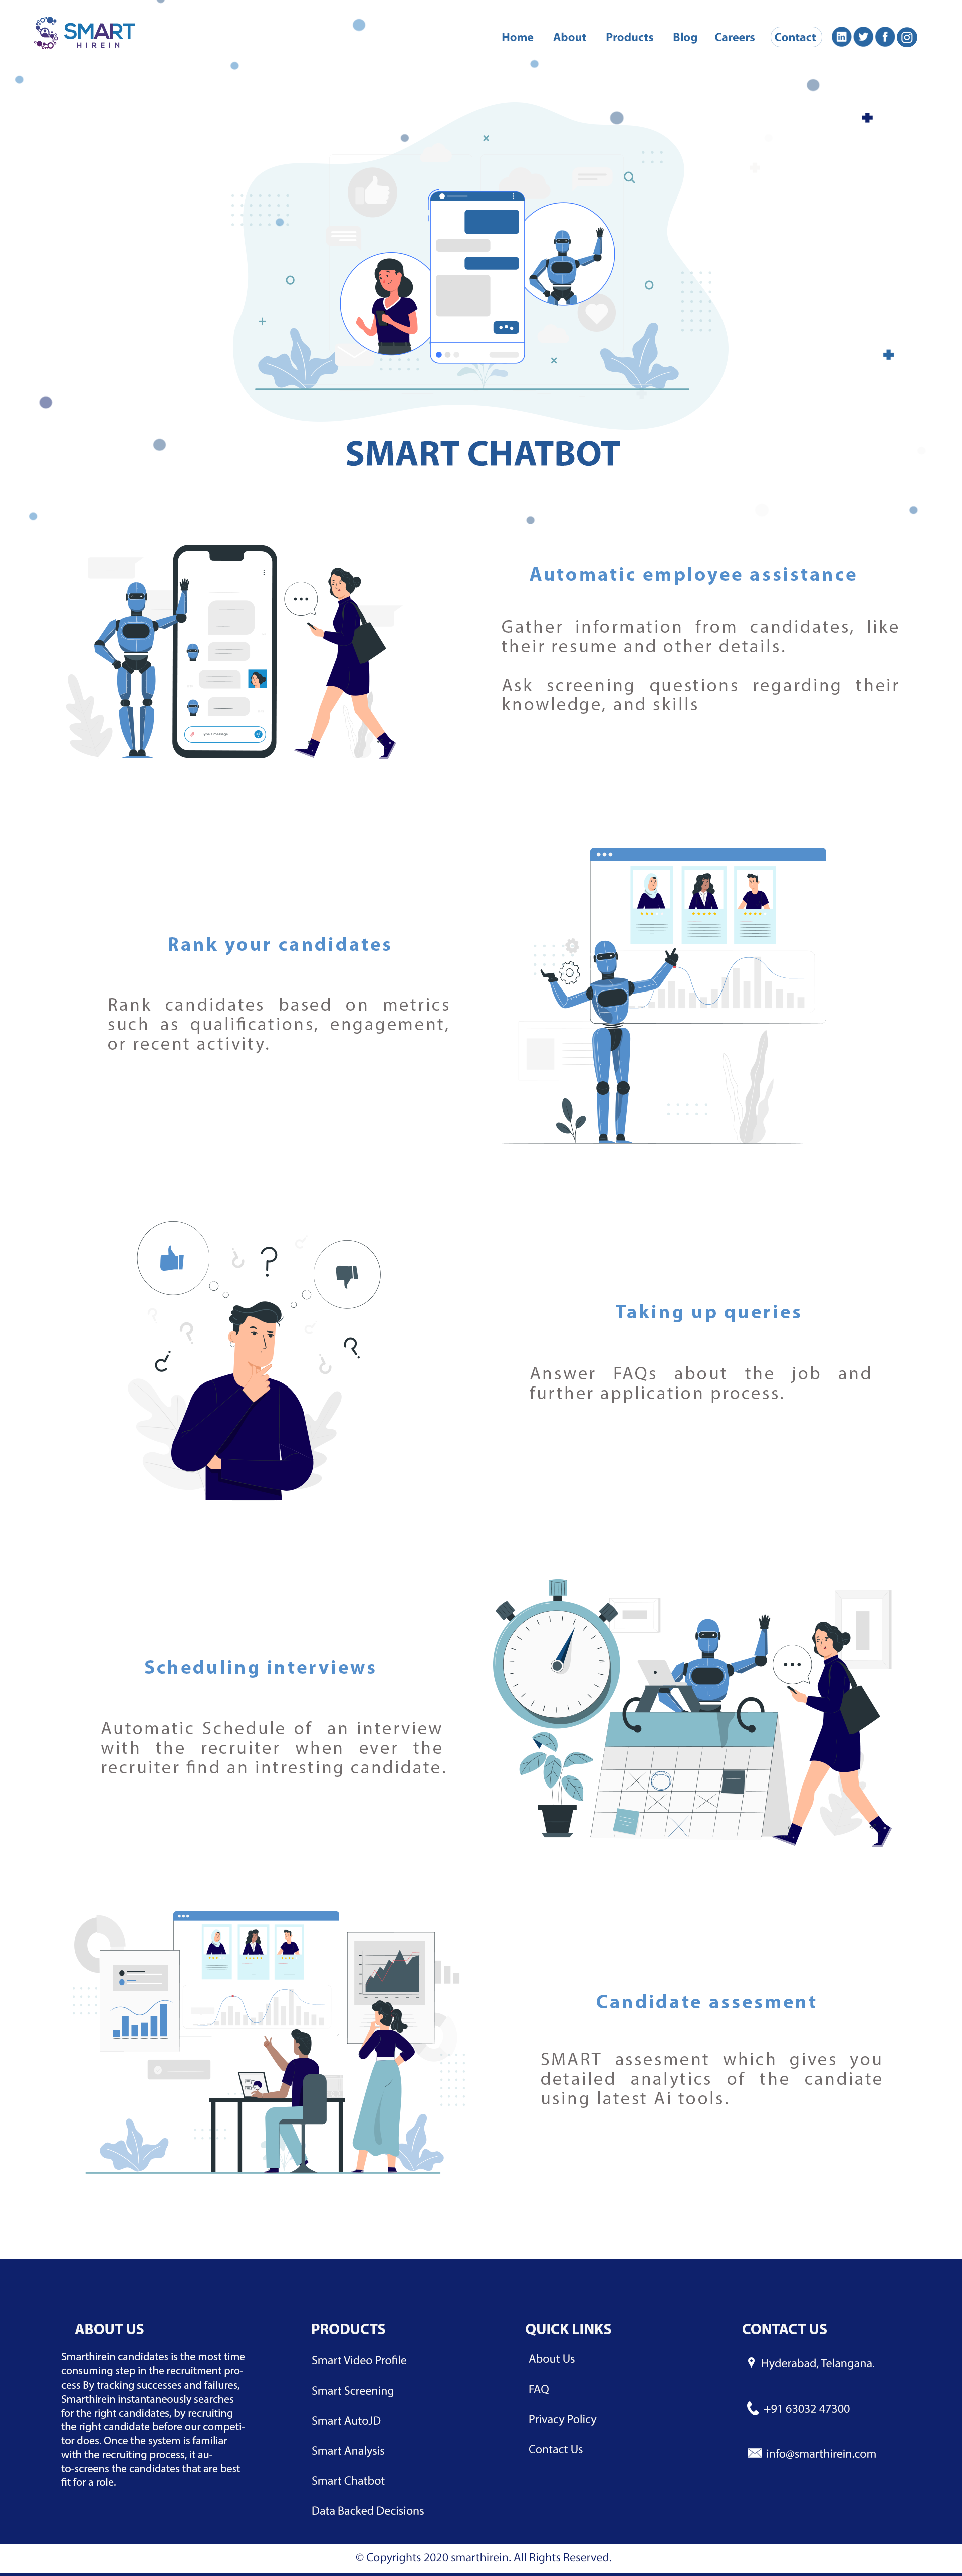 SMART
HIREIN
Home About Products Blog Careers Contact
SMART CHATBOT
Automatic employee assistance
Gather information from candidates, like
their resume and other details.
Ask screening questions regarding their
knowledge, and skills
Type a message...
Rank your candidates
Rank candidates based on metrics
such as qualifications, engagement,
or recent activity.
Taking up queries
Answer FAQs about the job and
further application process.
Scheduling interviews
Automatic Schedule of an interview
with the recruiter when ever the
recruiter find an intresting candidate.
Candidate assesment
SMART assesment which gives you
detailed analytics of the candiate
using latest Ai tools.
ABOUT US
Smarthirein candidates is the most time
consuming step in the recruitment pro-
cess By tracking successes and failures,
Smarthirein instantaneously searches
for the right candidates, by recruiting
the right candidate before our competi-
tor does. Once the system is familiar
with the recruiting process, it au-
to-screens the candidates that are best
fit for a role.
PRODUCTS
Smart Video Profile
Smart Screening
Smart AutoJD
Smart Analysis
Smart Chatbot
Data Backed Decisions
QUICK LINKS
About Us
FAQ
Privacy Policy
Contact Us
CONTACT US
Hyderabad, Telangana.
+91 63032 47300
info@smarthirein.com
© Copyrights 2020 smarthirein. All Rights Reserved.